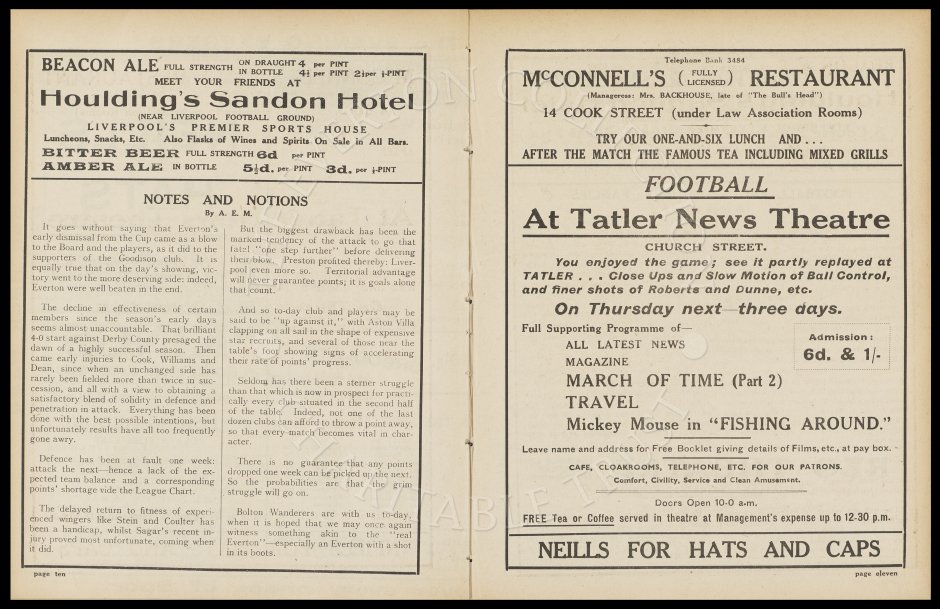 BEACON ALE FULL STRENGTH ON DRAUGHT 4 per PINT
IN BOTTLE 4½ per PINT 2½ per ½-PINT
MEET YOUR FRIENDS AT
Houlding's Sandon Hotel
(NEAR LIVERPOOL FOOTBALL GROUND)
LIVERPOOL'S PREMIER SPORTS HOUSE
Luncheons, Snacks, Etc. Also Flasks of Wines and Spirits On Sale in All Bars.
BITTER BEER FULL STRENGTH 6d per PINT
AMBER ALE IN BOTTLE 5½d. per PINT 3d. per ½-PINT
NOTES AND NOTIONS
By A. E. M.
It goes without saying that Everton's
early dismissal from the Cup came as a blow
to the Board and the players, as it did to the
supporters of the Goodison club. It is
equally true that on the day's showing, vic-
tory went to the more deserving side: indeed,
Everton were well beaten in the end.
The decline in effectiveness of certain
members since the season's early days
seems almost unaccountable. That brilliant
4-0 start against Derby County presaged the
dawn of a highly successful season. Then
came early injuries to Cook, Williams and
Dean, since when an unchanged side has
rarely been fielded more than twice in suc-
cession, and all with a view to obtaining a
satisfactory blend of solidity in defence and
penetration in attack. Everything has been
done with the best possible intentions, but
unfortunately results have all too frequently
gone awry.
Defence has been at fault one week:
attack the next—hence a lack of the ex-
pected team balance and a corresponding
points' shortage vide the League Chart.
The delayed return to fitness of experi-
enced wingers like Stein and Coulter has
been a handicap, whilst Sagar's recent in-
jury proved most unfortunate, coming when
it did.
But the biggest drawback has been the
marked tendency of the attack to go that
fatel "one step further" before delivering
their blow. Preston profited thereby: Liver-
pool even more so. Territorial advantage
will never guarantee points; it is goals alone
that count.
And so to-day club and players may be
said to be "up against it," with Aston Villa
clapping on all sail in the shape of expensive
star recruits, and several of those near the
table's foot showing signs of accelerating
their rate of points' progress.
Seldom has there been a sterner struggle
than that which is now in prospect for practi-
cally every club situated in the second half
of the table. Indeed, not one of the last
dozen clubs can afford to throw a point away,
so that every match becomes vital in char-
acter.
There is no guarantee that any points
dropped one week can be picked up the next.
So the probabilities are that the grim
struggle will go on.
Bolton Wanderers are with us to-day,
when it is hoped that we may once again
witness something akin to the "real
Everton"—especially an Everton with a shot
in its boots.
page ten
Telephone Bank 3484
McCONNELL'S (FULLY LICENSED) RESTAURANT
(Manageress: Mrs. BACKHOUSE, late of "The Bull's Head")
14 COOK STREET (under Law Association Rooms)
TRY OUR ONE-AND-SIX LUNCH AND . . .
AFTER THE MATCH THE FAMOUS TEA INCLUDING MIXED GRILLS
FOOTBALL
At Tatler News Theatre
CHURCH STREET.
You enjoyed the game; see it partly replayed at
TATLER . . . Close Ups and Slow Motion of Ball Control,
and finer shots of Roberts and Dunne, etc.
On Thursday next—three days.
Full Supporting Programme of—
ALL LATEST NEWS
MAGAZINE
MARCH OF TIME (Part 2)
TRAVEL
Mickey Mouse in "FISHING AROUND."
Admission:
6d. & 1/-
Leave name and address for Free Booklet giving details of Films, etc., at pay box.
CAFE, CLOAKROOMS, TELEPHONE, ETC. FOR OUR PATRONS.
Comfort, Civility, Service and Clean Amusement.
Doors Open 10-0 a.m.
FREE Tea or Coffee served in theatre at Management's expense up to 12-30 p.m.
NEILLS FOR HATS AND CAPS
page eleven